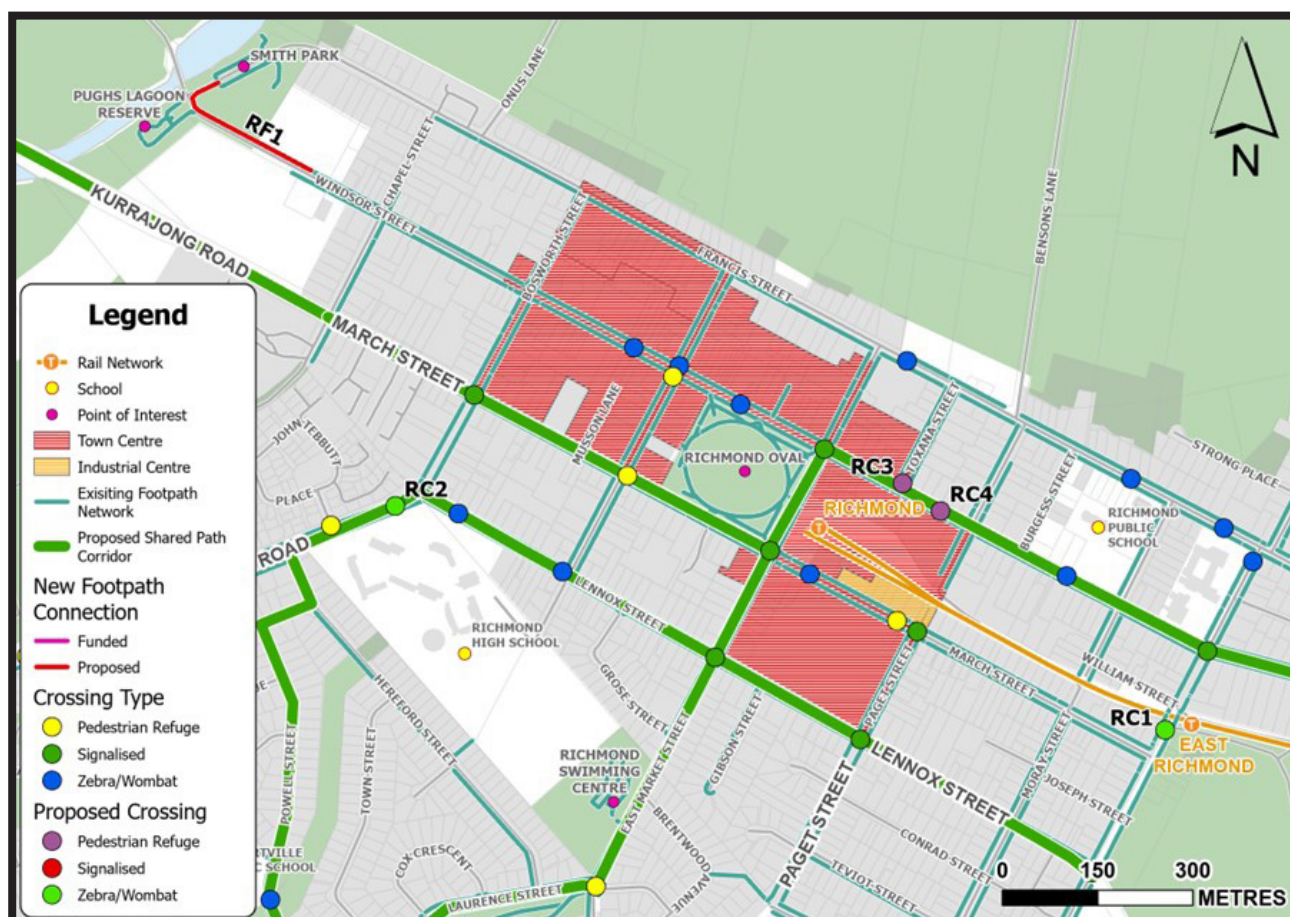 SMITH PARK
PUGHS LAGOON
RESERVE
RF1
ONUS LANE
CHAPEL STREET
WINDSOR STREET
KURRAJONG ROAD
BOSWORTH STREET
FRANCIS STREET
BENSONS LANE
N
MARCH STREET
MUSSON LANE
RICHMOND OVAL
TOXANA STREET
STRONG PLACE
RC3
RC4
RICHMOND
T
BURGESS STREET
RICHMOND
PUBLIC
SCHOOL
JOHN TEBBUTT
PLACE
RC2
ROAD
LENNOX STREET
RICHMOND
HIGH SCHOOL
HEREFORD STREET
GROSE STREET
EAST MARKET STREET
GIBSON STREET
PAGET STREET
MARCH STREET
WILLIAM STREET
RC1
T
EAST
RICHMOND
MORAY STREET
JOSEPH STREET
LENNOX STREET
POWELL STREET
TOWN STREET
RICHMOND
SWIMMING
CENTRE
BRENTWOOD
AVENUE
PAGET STREET
CONRAD STREET
TEVIOT STREET
COX CRESCENT
LAURENCE STREET
Legend
T Rail Network
School
Point of Interest
Town Centre
Industrial Centre
Exisiting Footpath
Network
Proposed Shared Path
Corridor
New Footpath
Connection
Funded
Proposed
Crossing Type
Pedestrian Refuge
Signalised
Zebra/Wombat
Proposed Crossing
Pedestrian Refuge
Signalised
Zebra/Wombat
0 150 300
METRES